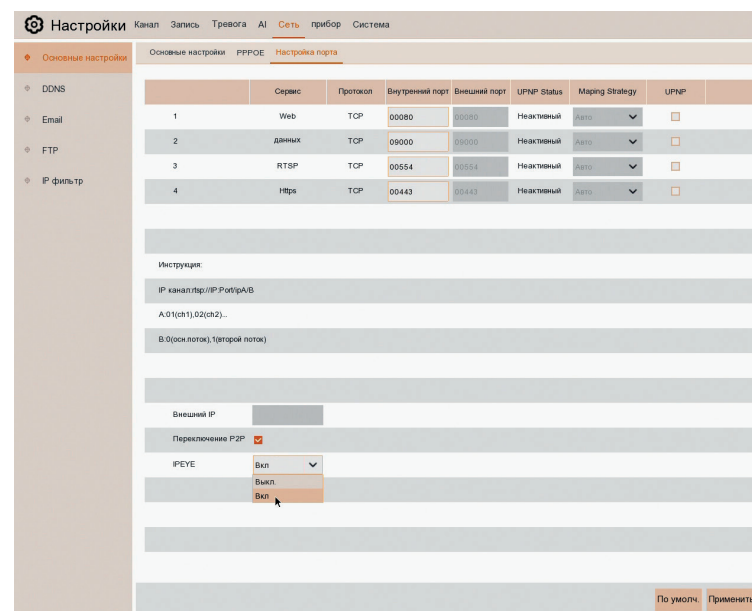 Настройки Канал Запись Тревога AI Сеть прибор Система
Основные настройки Основные настройки PPPOE Настройка порта
DDNS
Email
FTP
IP фильтр
Сервис Протокол Внутренний порт Внешний порт UPNP Status Maping Strategy UPNP
1 Web TCP 00080 00080 Неактивный Авто
2 данных TCP 09000 09000 Неактивный Авто
3 RTSP TCP 00554 00554 Неактивный Авто
4 Https TCP 00443 00443 Неактивный Авто
Инструкция:
IP канал:rtsp://IP:Port/ipA/B
A:01(ch1),02(ch2)...
B:0(осн.поток),1(второй поток)
Внешний IP
Переключение P2P
IPEYE Вкл
Выкл.
Вкл
По умолч. Применить